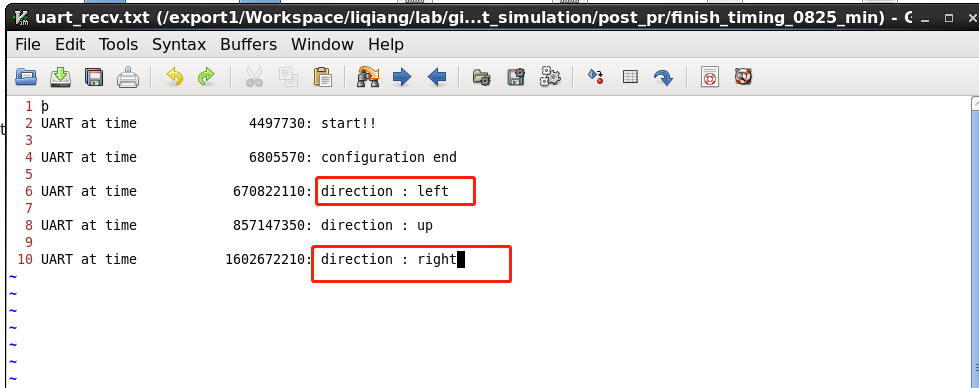 uart_recv.txt (/export1/Workspace/liqiang/lab/gi...t_simulation/post_pr/finish_timing_0825_min) - G
File Edit Tools Syntax Buffers Window Help
1 þ
2 UART at time 4497730: start!!
3
4 UART at time 6805570: configuration end
5
6 UART at time 670822110: direction : left
7
8 UART at time 857147350: direction : up
9
10 UART at time 1602672210: direction : right
~
~
~
~
~
~
~